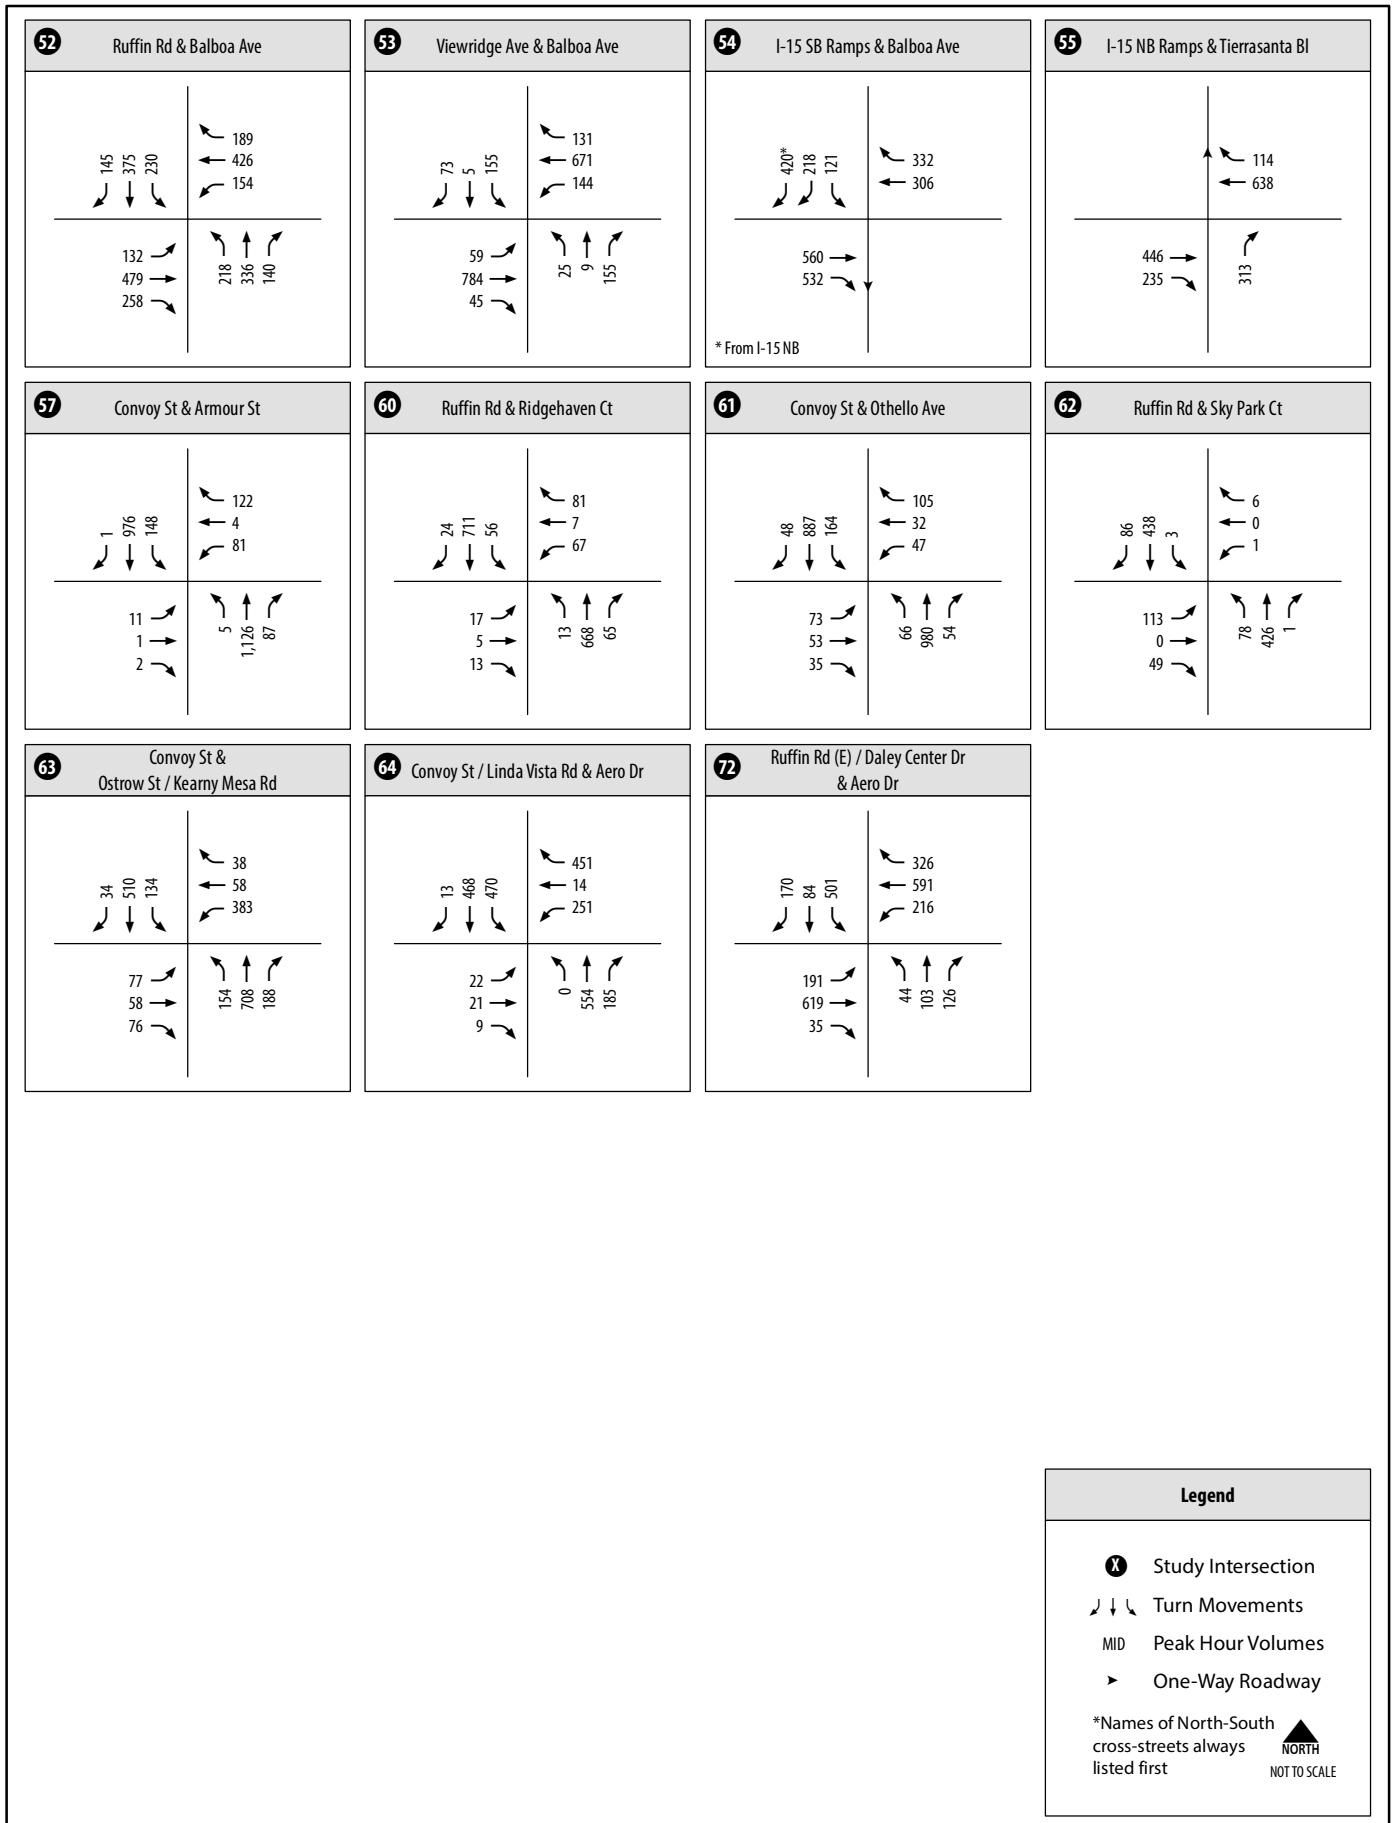 52 Ruffin Rd & Balboa Ave
145 375 230
189
426
154
132
479
258
218 336 140
53 Viewridge Ave & Balboa Ave
73 5 155
131
671
144
59
784
45
25 9 155
54 I-15 SB Ramps & Balboa Ave
420* 218 121
332
306
560
532
* From I-15 NB
55 I-15 NB Ramps & Tierrasanta Bl
114
638
446
235
313
57 Convoy St & Armour St
1 976 148
122
4
81
11
1
2
5 1,126 87
60 Ruffin Rd & Ridgehaven Ct
24 711 56
81
7
67
17
5
13
13 668 65
61 Convoy St & Othello Ave
48 887 164
105
32
47
73
53
35
66 980 54
62 Ruffin Rd & Sky Park Ct
86 438 3
6
0
1
113
0
49
78 426 1
63 Convoy St &
Ostrow St / Kearny Mesa Rd
34 510 134
38
58
383
77
58
76
154 708 188
64 Convoy St / Linda Vista Rd & Aero Dr
13 468 470
451
14
251
22
21
9
0 554 185
72 Ruffin Rd (E) / Daley Center Dr
& Aero Dr
170 84 501
326
591
216
191
619
35
44 103 126
Legend
X Study Intersection
Turn Movements
MID Peak Hour Volumes
One-Way Roadway
*Names of North-South
cross-streets always
listed first
NORTH
NOT TO SCALE